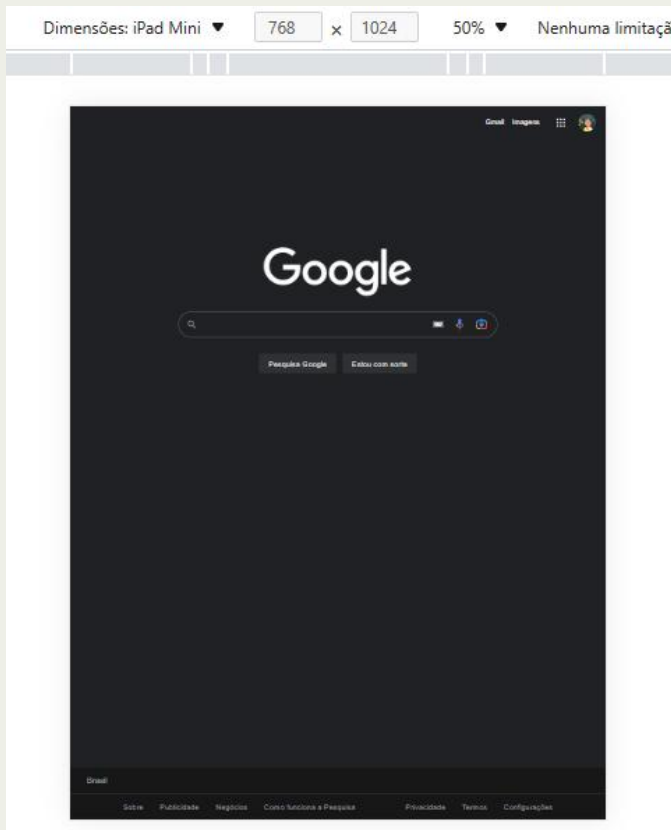 Dimensões: iPad Mini ▼ 768 × 1024 50% ▼ Nenhuma limitaçã
Gmail Imagens
Google
Pesquisa Google Estou com sorte
Brasil
Sobre Publicidade Negócios Como funciona a Pesquisa Privacidade Termos Configurações